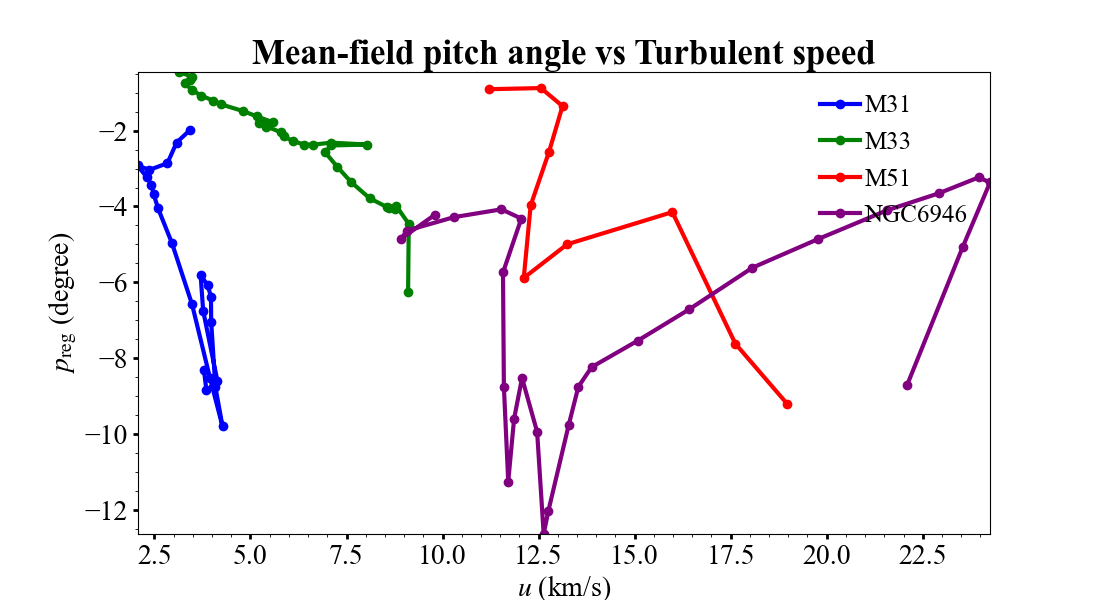 Mean-field pitch angle vs Turbulent speed
M31
M33
M51
NGC6946
−2
−4
−6
−8
−10
−12
p_reg (degree)
2.5 5.0 7.5 10.0 12.5 15.0 17.5 20.0 22.5
u (km/s)